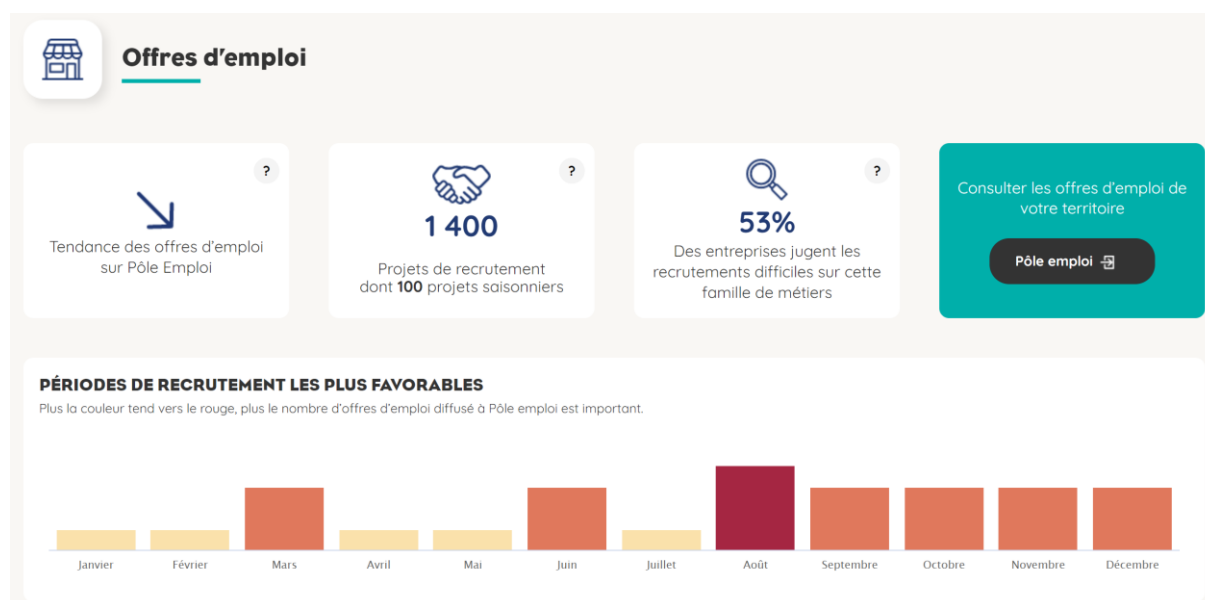 Offres d'emploi
?
Tendance des offres d'emploi
sur Pôle Emploi
?
1 400
Projets de recrutement
dont 100 projets saisonniers
?
53%
Des entreprises jugent les
recrutements difficiles sur cette
famille de métiers
Consulter les offres d'emploi de
votre territoire
Pôle emploi
PÉRIODES DE RECRUTEMENT LES PLUS FAVORABLES
Plus la couleur tend vers le rouge, plus le nombre d'offres d'emploi diffusé à Pôle emploi est important.
Janvier Février Mars Avril Mai Juin Juillet Août Septembre Octobre Novembre Décembre